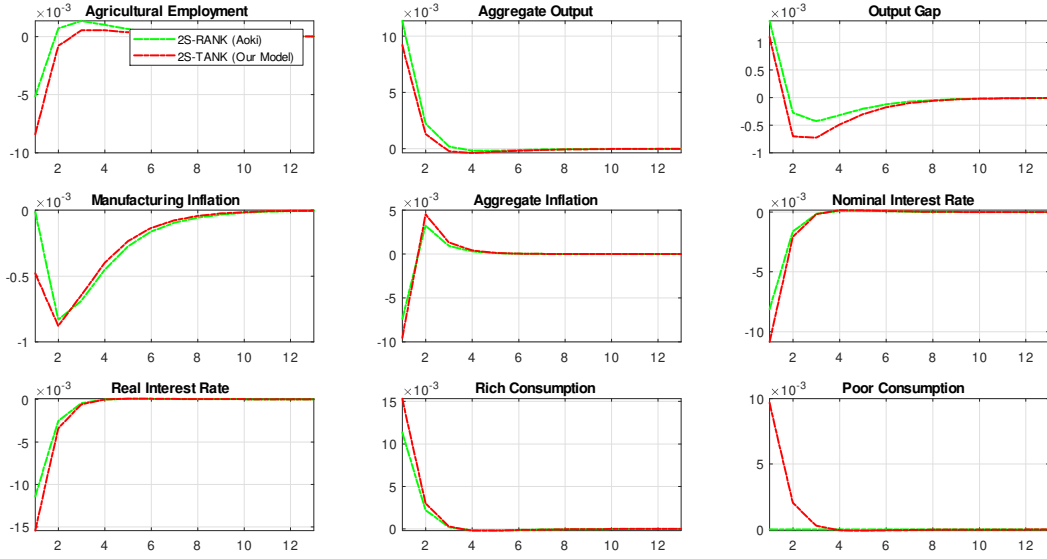 Agricultural Employment
×10⁻³
0
-5
-10
2 4 6 8 10 12
2S-RANK (Aoki)
2S-TANK (Our Model)
Aggregate Output
×10⁻³
10
5
0
2 4 6 8 10 12
Output Gap
×10⁻³
1
0.5
0
-0.5
-1
2 4 6 8 10 12
Manufacturing Inflation
×10⁻³
0
-0.5
-1
2 4 6 8 10 12
Aggregate Inflation
×10⁻³
5
0
-5
-10
2 4 6 8 10 12
Nominal Interest Rate
×10⁻³
0
-5
-10
2 4 6 8 10 12
Real Interest Rate
×10⁻³
0
-5
-10
-15
2 4 6 8 10 12
Rich Consumption
×10⁻³
15
10
5
0
2 4 6 8 10 12
Poor Consumption
×10⁻³
10
5
0
2 4 6 8 10 12